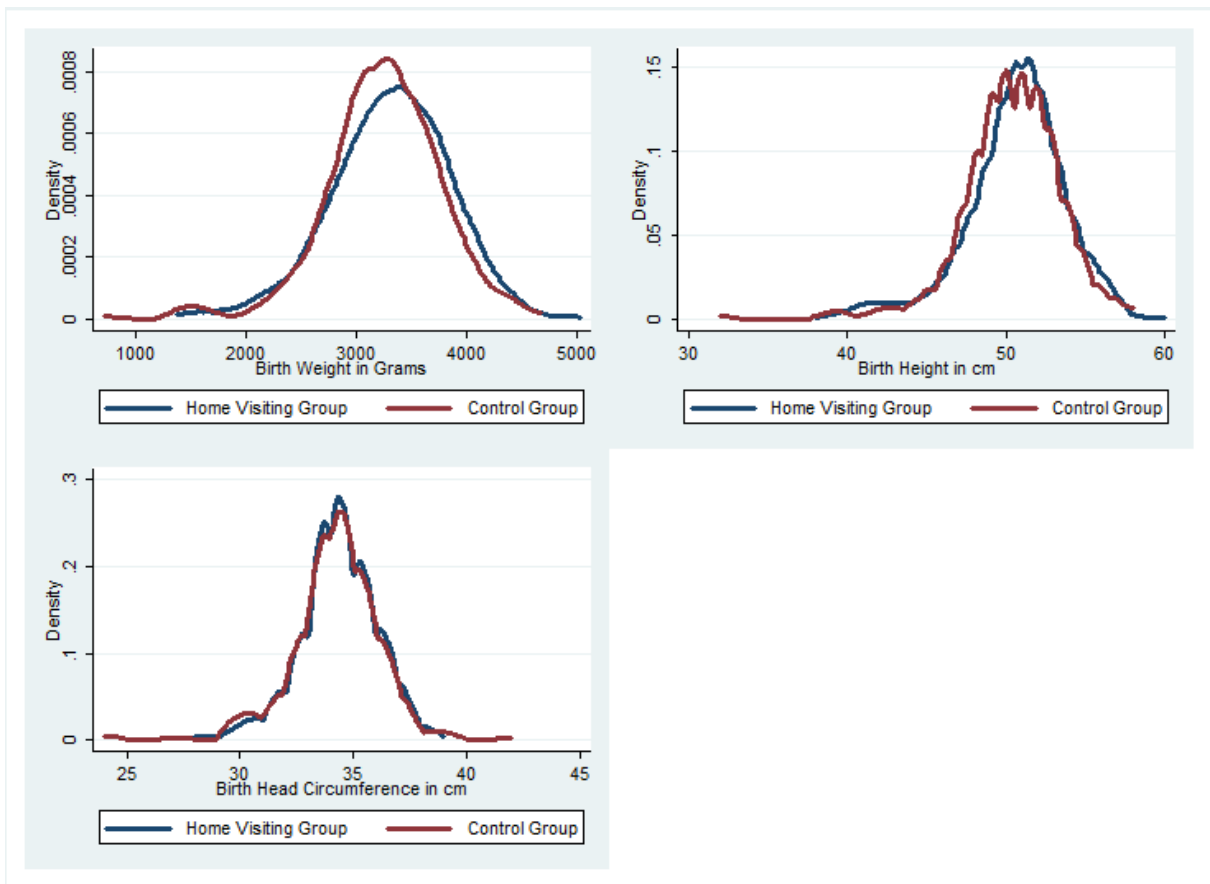 Density
.0008
.0006
.0004
.0002
0
1000 2000 3000 4000 5000
Birth Weight in Grams
Home Visiting Group Control Group
Density
.15
.1
.05
0
30 40 50 60
Birth Height in cm
Home Visiting Group Control Group
Density
.3
.2
.1
0
25 30 35 40 45
Birth Head Circumference in cm
Home Visiting Group Control Group